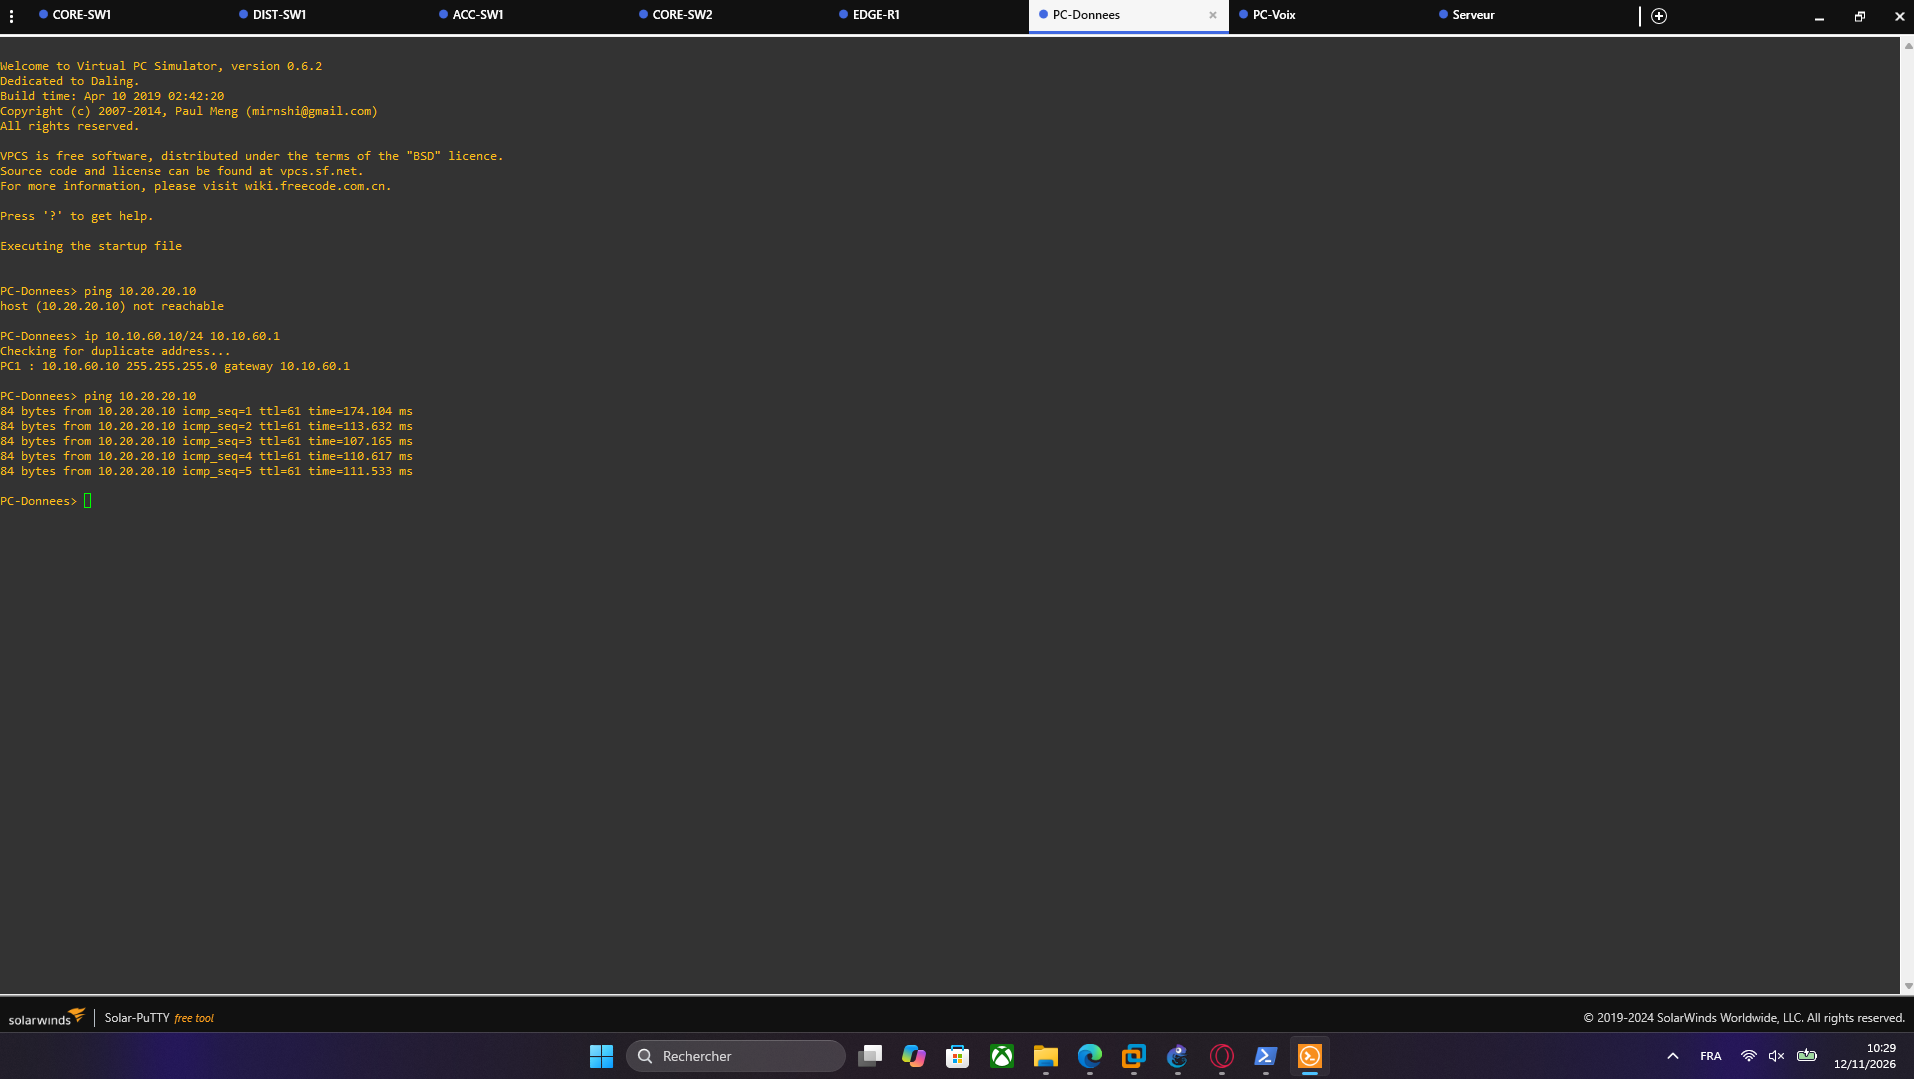 CORE-SW1 DIST-SW1 ACC-SW1 CORE-SW2 EDGE-R1 PC-Donnees PC-Voix Serveur
Welcome to Virtual PC Simulator, version 0.6.2
Dedicated to Daling.
Build time: Apr 10 2019 02:42:20
Copyright (c) 2007-2014, Paul Meng (mirnshi@gmail.com)
All rights reserved.
VPCS is free software, distributed under the terms of the "BSD" licence.
Source code and license can be found at vpcs.sf.net.
For more information, please visit wiki.freecode.com.cn.
Press '?' to get help.
Executing the startup file
PC-Donnees> ping 10.20.20.10
host (10.20.20.10) not reachable
PC-Donnees> ip 10.10.60.10/24 10.10.60.1
Checking for duplicate address...
PC1 : 10.10.60.10 255.255.255.0 gateway 10.10.60.1
PC-Donnees> ping 10.20.20.10
84 bytes from 10.20.20.10 icmp_seq=1 ttl=61 time=174.104 ms
84 bytes from 10.20.20.10 icmp_seq=2 ttl=61 time=113.632 ms
84 bytes from 10.20.20.10 icmp_seq=3 ttl=61 time=107.165 ms
84 bytes from 10.20.20.10 icmp_seq=4 ttl=61 time=110.617 ms
84 bytes from 10.20.20.10 icmp_seq=5 ttl=61 time=111.533 ms
PC-Donnees>
solarwinds Solar-PuTTY free tool © 2019-2024 SolarWinds Worldwide, LLC. All rights reserved.
Rechercher FRA 10:29
12/11/2026